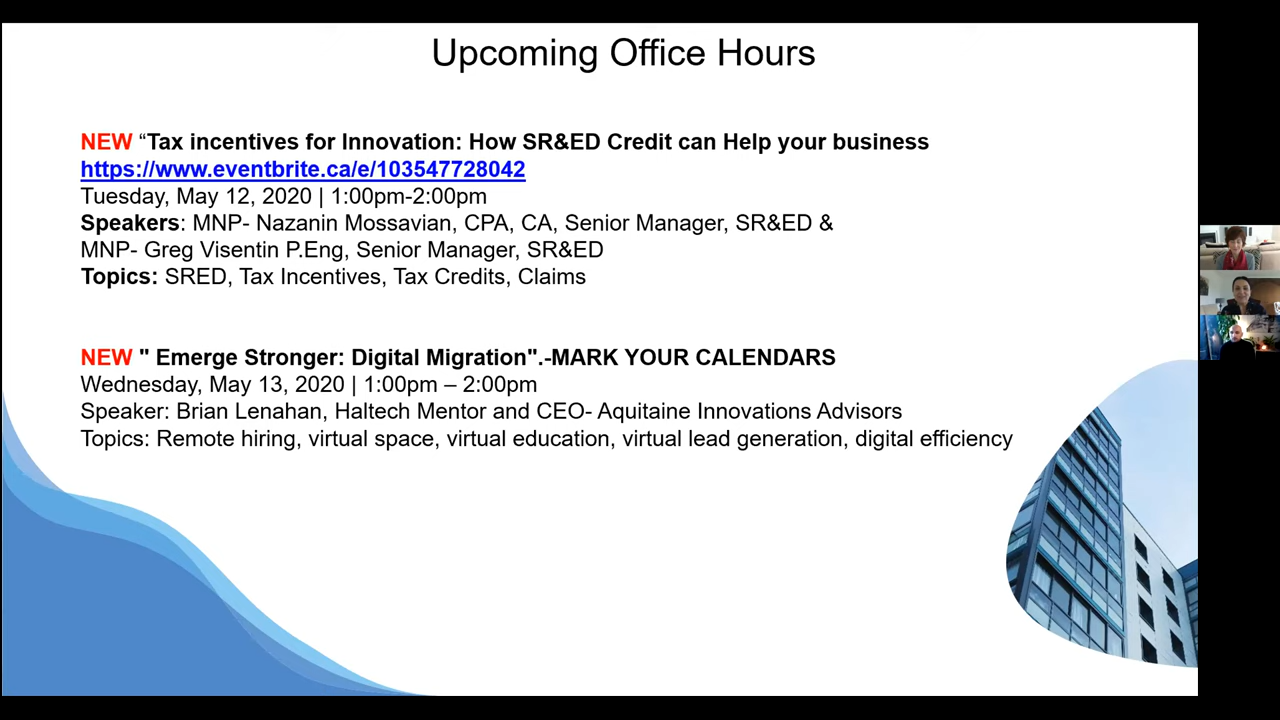 Upcoming Office Hours
NEW “Tax incentives for Innovation: How SR&ED Credit can Help your business
https://www.eventbrite.ca/e/103547728042
Tuesday, May 12, 2020 | 1:00pm-2:00pm
Speakers: MNP- Nazanin Mossavian, CPA, CA, Senior Manager, SR&ED &
MNP- Greg Visentin P.Eng, Senior Manager, SR&ED
Topics: SRED, Tax Incentives, Tax Credits, Claims
NEW " Emerge Stronger: Digital Migration".-MARK YOUR CALENDARS
Wednesday, May 13, 2020 | 1:00pm – 2:00pm
Speaker: Brian Lenahan, Haltech Mentor and CEO- Aquitaine Innovations Advisors
Topics: Remote hiring, virtual space, virtual education, virtual lead generation, digital efficiency